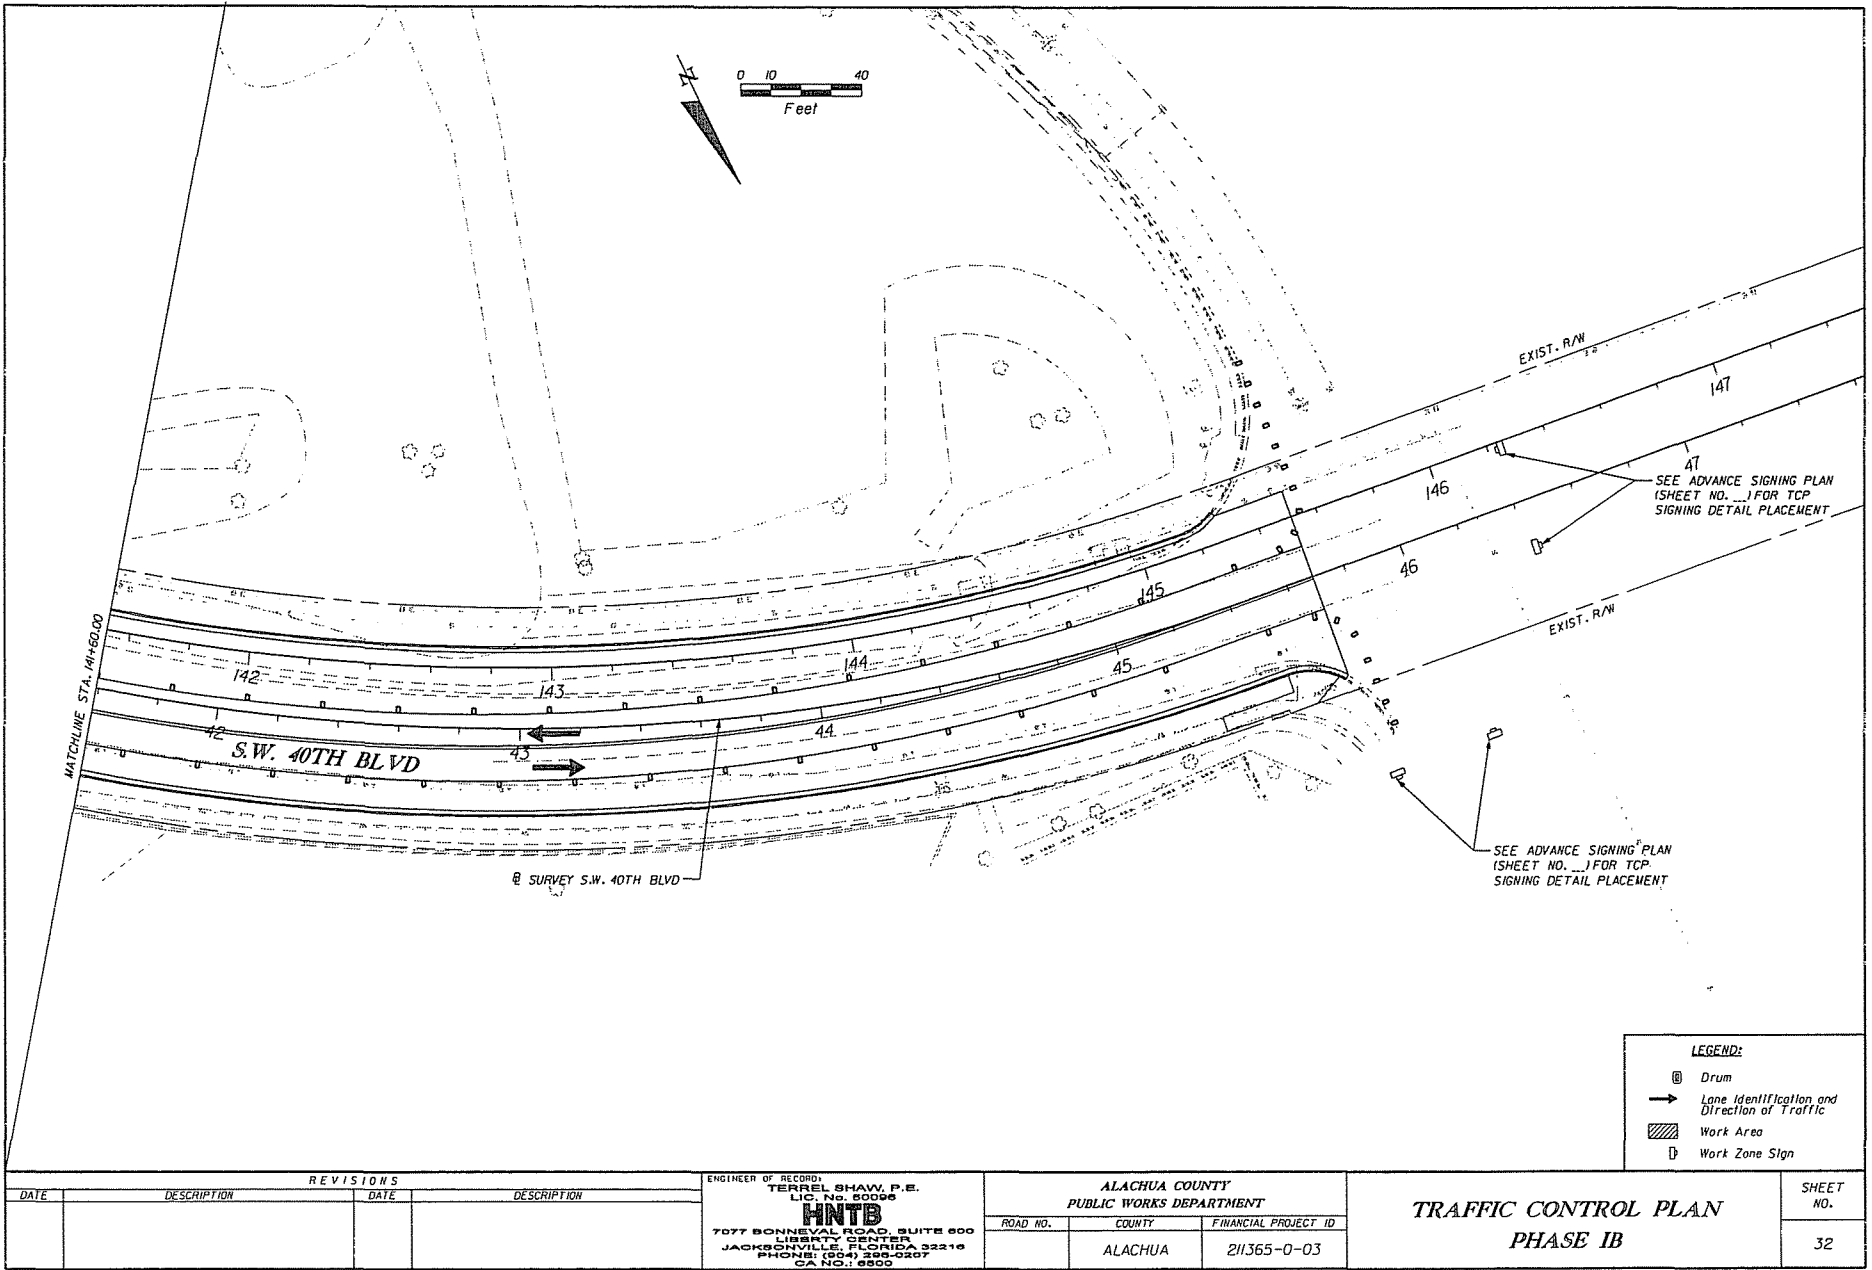 N
0 10 40
Feet
EXIST. R/W
147
47
146
46
145
45
144
44
143
43
142
42
SEE ADVANCE SIGNING PLAN
(SHEET NO. __) FOR TCP
SIGNING DETAIL PLACEMENT
EXIST. R/W
MATCHLINE STA. 141+60.00
S.W. 40TH BLVD
SURVEY S.W. 40TH BLVD
SEE ADVANCE SIGNING PLAN
(SHEET NO. __) FOR TCP
SIGNING DETAIL PLACEMENT
LEGEND:
Drum
Lane Identification and
Direction of Traffic
Work Area
Work Zone Sign
REVISIONS
DATE DESCRIPTION DATE DESCRIPTION
ENGINEER OF RECORD:
TERREL SHAW, P.E.
LIC. No. 50096
HNTB
7077 BONNEVAL ROAD, SUITE 600
LIBERTY CENTER
JACKSONVILLE, FLORIDA 32216
PHONE: (904) 296-0207
CA NO.: 6500
ALACHUA COUNTY
PUBLIC WORKS DEPARTMENT
ROAD NO. COUNTY FINANCIAL PROJECT ID
ALACHUA 211365-0-03
TRAFFIC CONTROL PLAN
PHASE IB
SHEET
NO.
32